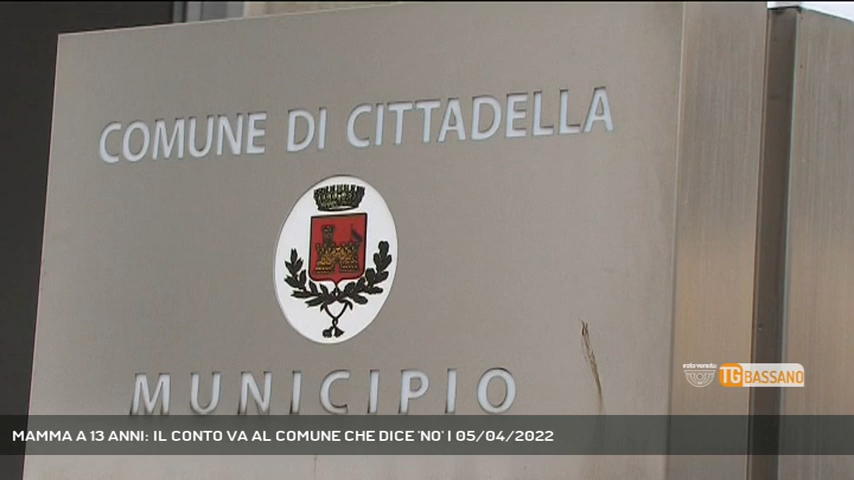 COMUNE DI CITTADELLA
MUNICIPIO
TG BASSANO
MAMMA A 13 ANNI: IL CONTO VA AL COMUNE CHE DICE 'NO' | 05/04/2022